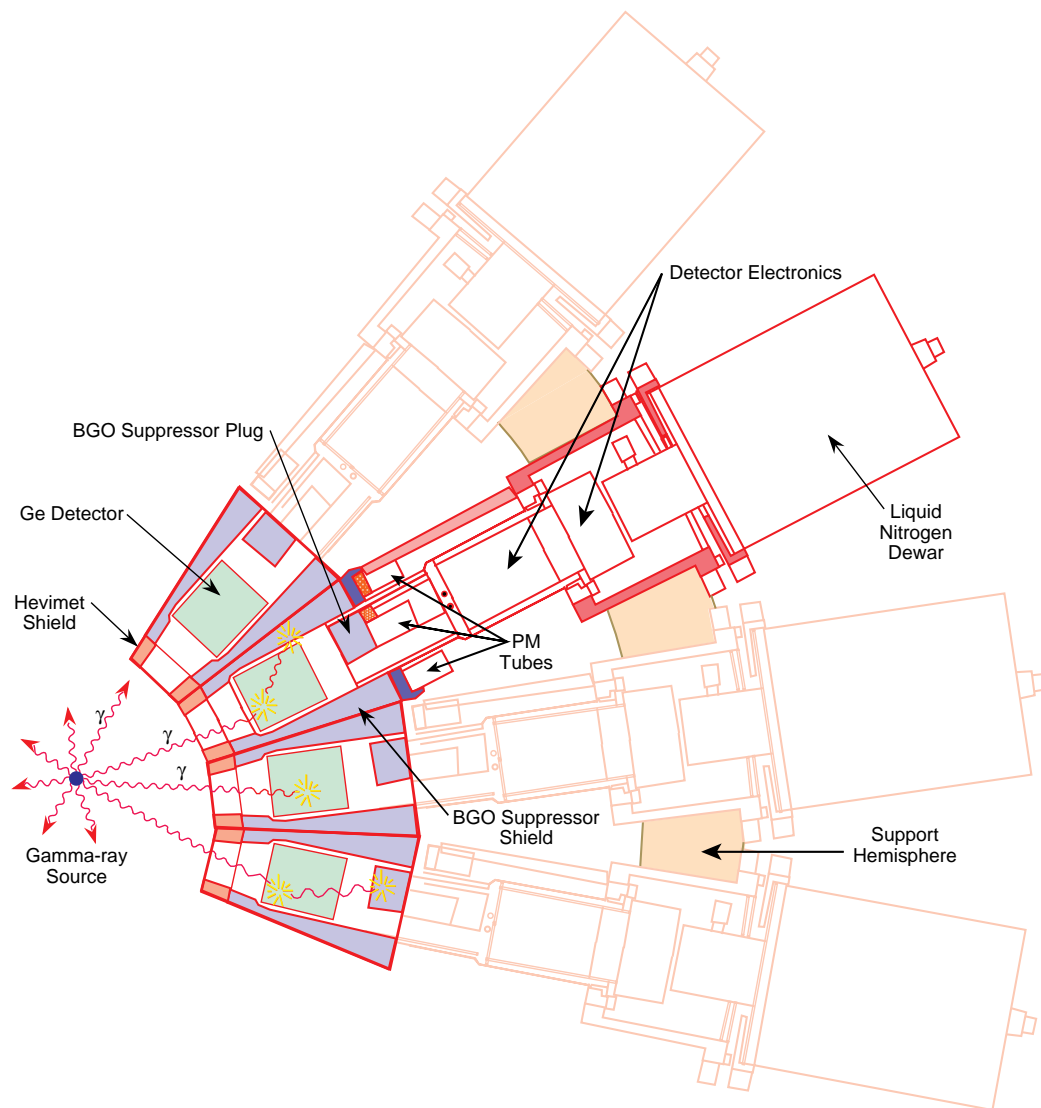 Detector Electronics
BGO Suppressor Plug
Ge Detector
Liquid
Nitrogen
Dewar
Hevimet
Shield
PM
Tubes
γ
γ
γ
BGO Suppressor
Shield
Support
Hemisphere
Gamma-ray
Source